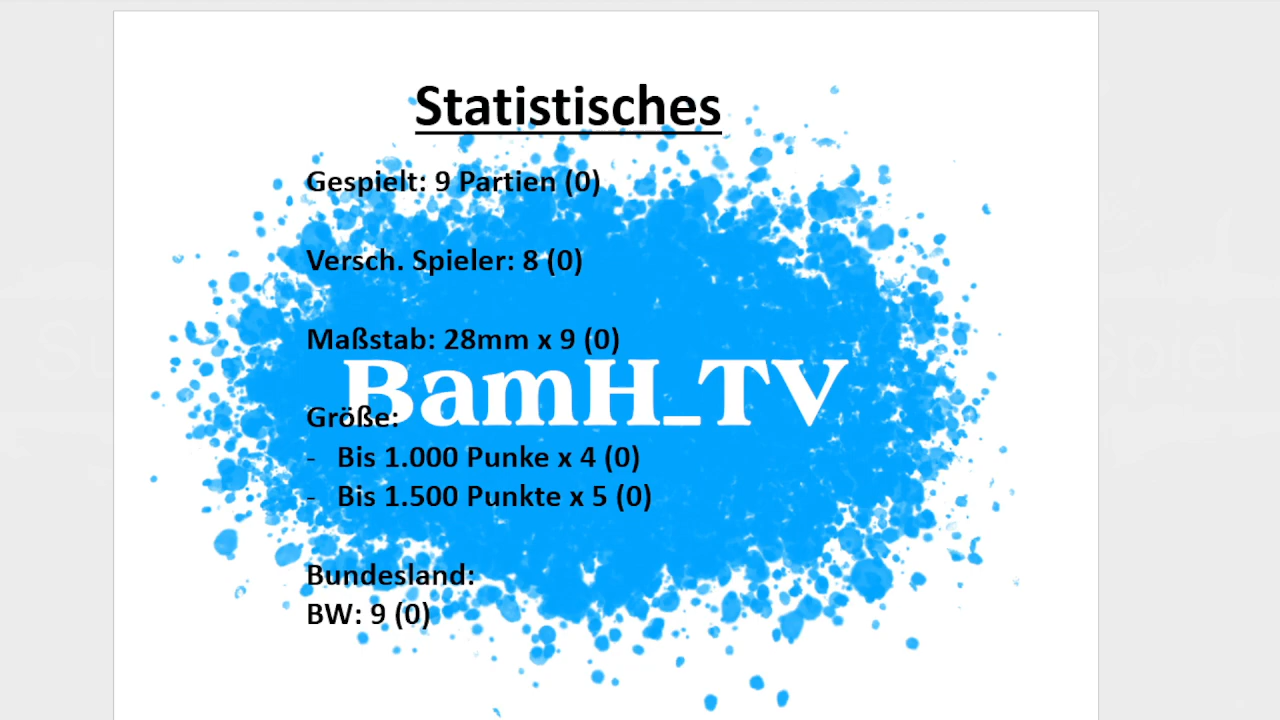 Statistisches
Gespielt: 9 Partien (0)
Versch. Spieler: 8 (0)
Maßstab: 28mm x 9 (0)
BamH_TV
Größe:
- Bis 1.000 Punke x 4 (0)
- Bis 1.500 Punkte x 5 (0)
Bundesland:
BW: 9 (0)